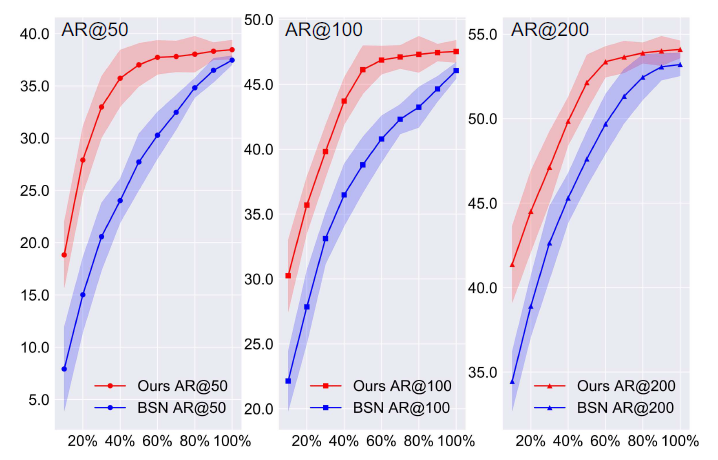 AR@50
40.0
35.0
30.0
25.0
20.0
15.0
10.0
5.0
Ours AR@50
BSN AR@50
20% 40% 60% 80% 100%
AR@100
50.0
45.0
40.0
35.0
30.0
25.0
20.0
Ours AR@100
BSN AR@100
20% 40% 60% 80% 100%
AR@200
55.0
50.0
45.0
40.0
35.0
Ours AR@200
BSN AR@200
20% 40% 60% 80% 100%